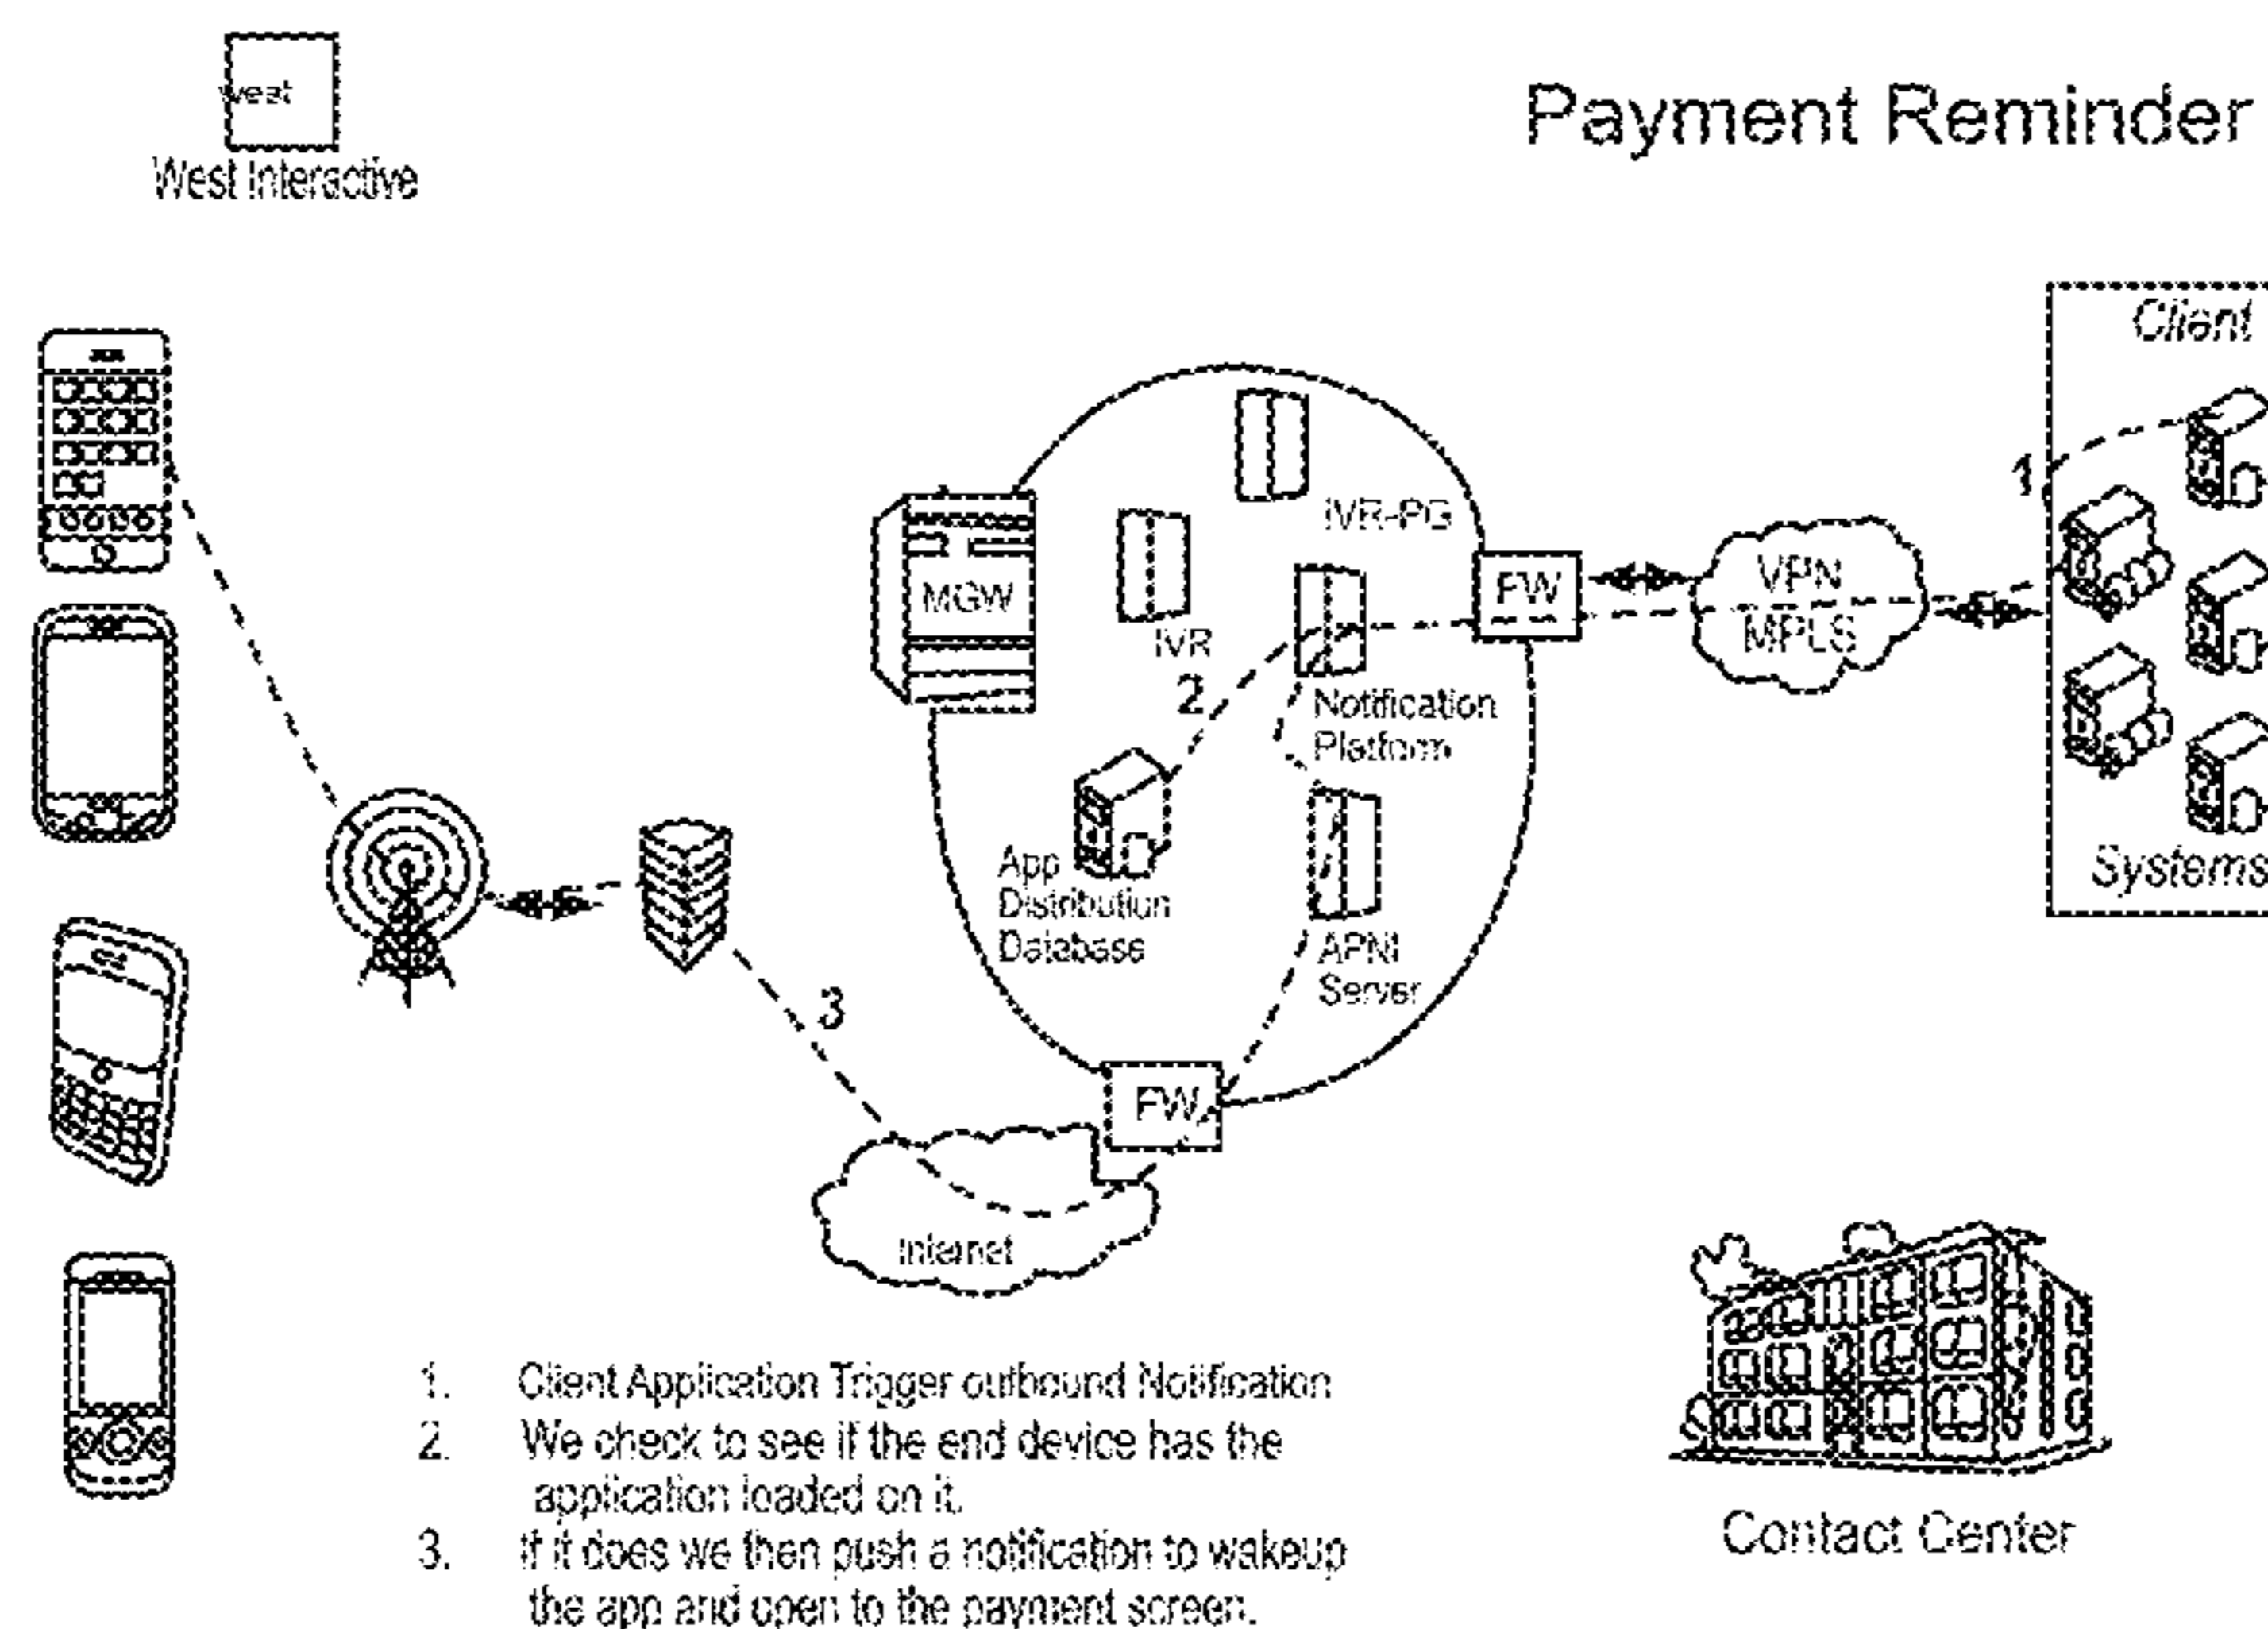 west
West Interactive
Payment Reminder
Client
1
IVR-PG
MGW
IVR
FW
VPN
MPLS
2
Notification
Platform
App
Distribution
Database
APNI
Server
Systems
3
FW
Internet
1. Client Application Trigger outbound Notification
2. We check to see if the end device has the
application loaded on it.
3. If it does we then push a notification to wakeup
the app and open to the payment screen.
Contact Center